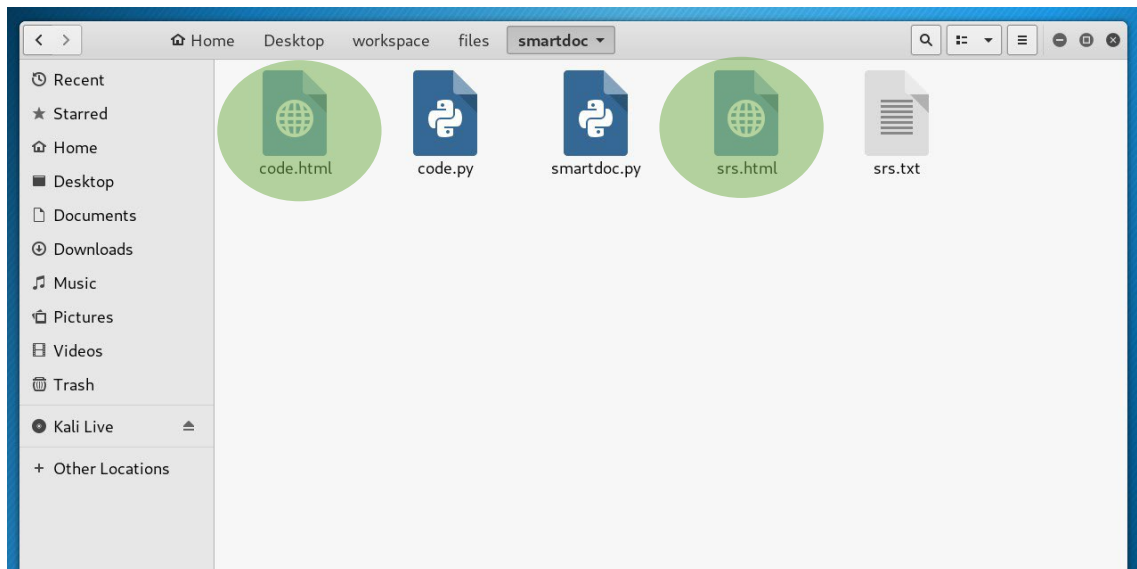 Home Desktop workspace files smartdoc
Recent
Starred
Home
Desktop
Documents
Downloads
Music
Pictures
Videos
Trash
Kali Live
Other Locations
code.html code.py smartdoc.py srs.html srs.txt